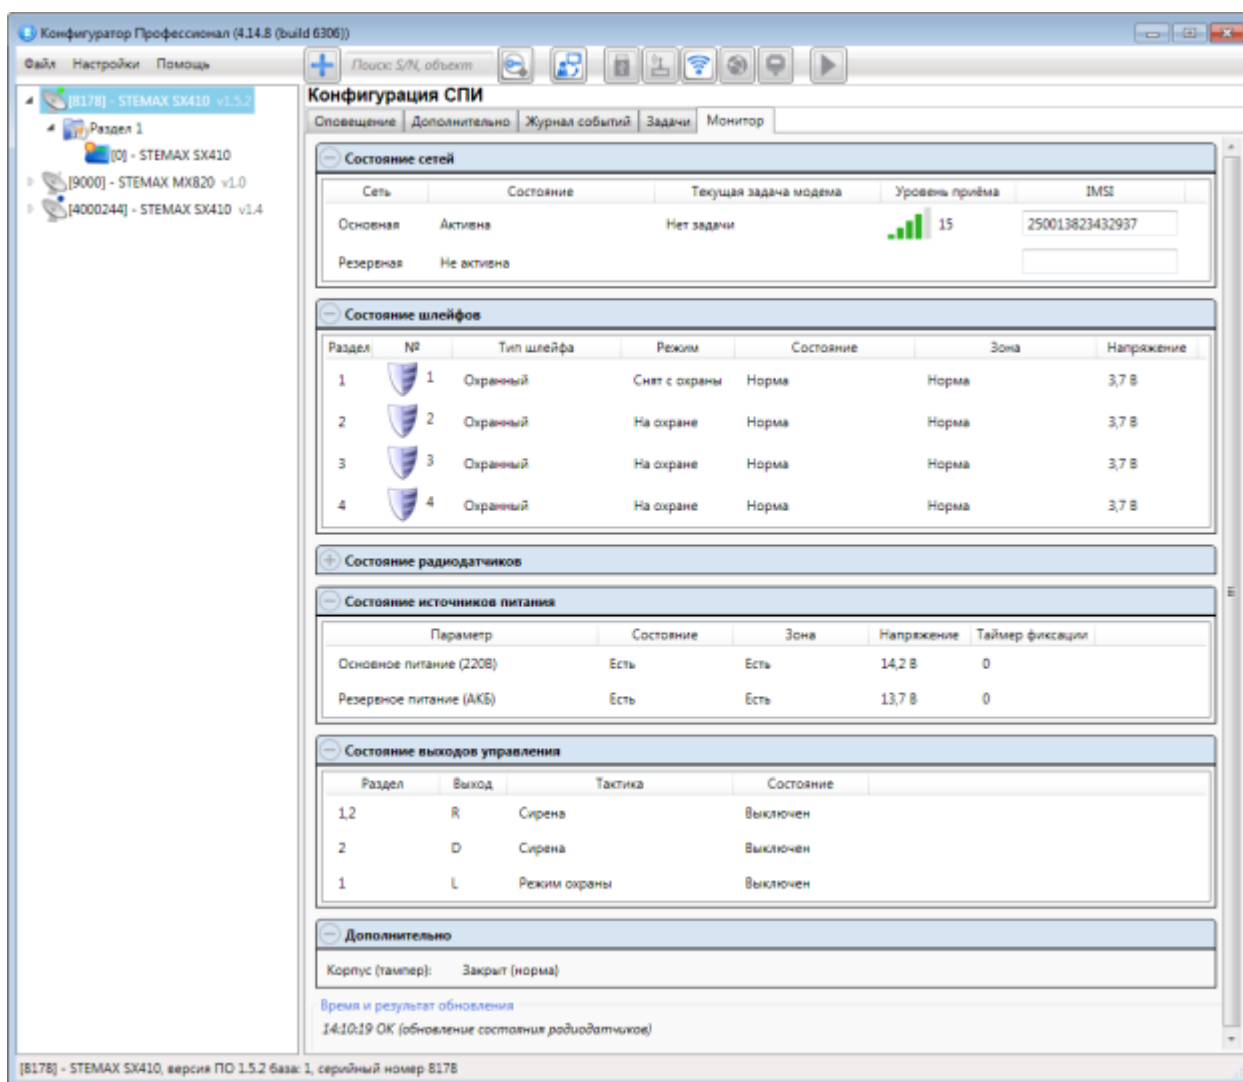 Конфигуратор Профессионал (4.14.8 (build 6306))
Файл Настройки Помощь
Поиск: S/N, объект
[8178] - STEMAX SX410 v1.5.2
Раздел 1
[0] - STEMAX SX410
[9000] - STEMAX MX820 v1.0
[4000244] - STEMAX SX410 v1.4
Конфигурация СПИ
Оповещение Дополнительно Журнал событий Задачи Монитор
Состояние сетей
Сеть Состояние Текущая задача модема Уровень приёма IMSI
Основная Активна Нет задачи 15 250013823432937
Резервная Не активна
Состояние шлейфов
Раздел № Тип шлейфа Режим Состояние Зона Напряжение
1 1 Охранный Снят с охраны Норма Норма 3,7 В
2 2 Охранный На охране Норма Норма 3,7 В
3 3 Охранный На охране Норма Норма 3,7 В
4 4 Охранный На охране Норма Норма 3,7 В
Состояние радиодатчиков
Состояние источников питания
Параметр Состояние Зона Напряжение Таймер фиксации
Основное питание (220В) Есть Есть 14,2 В 0
Резервное питание (АКБ) Есть Есть 13,7 В 0
Состояние выходов управления
Раздел Выход Тактика Состояние
1,2 R Сирена Выключен
2 D Сирена Выключен
1 L Режим охраны Выключен
Дополнительно
Корпус (тампер): Закрыт (норма)
Время и результат обновления
14:10:19 OK (обновление состояния радиодатчиков)
[8178] - STEMAX SX410, версия ПО 1.5.2 база: 1, серийный номер 8178